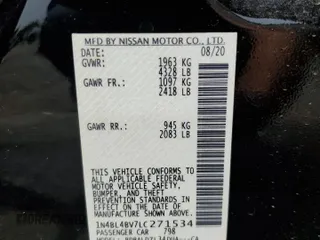 MFD BY NISSAN MOTOR CO., LTD.
DATE: 08/20
GVWR: 1963 KG
4328 LB
GAWR FR: 1097 KG
2418 LB
GAWR RR: 945 KG
2083 LB
THIS VEHICLE CONFORMS TO
ALL APPLICABLE FEDERAL
MOTOR VEHICLE SAFETY,
BUMPER, AND THEFT
PREVENTION STANDARDS IN
EFFECT ON THE DATE OF
MANUFACTURE SHOWN ABOVE.
1N4BL4BV7LC271534
PASSENGER CAR 798